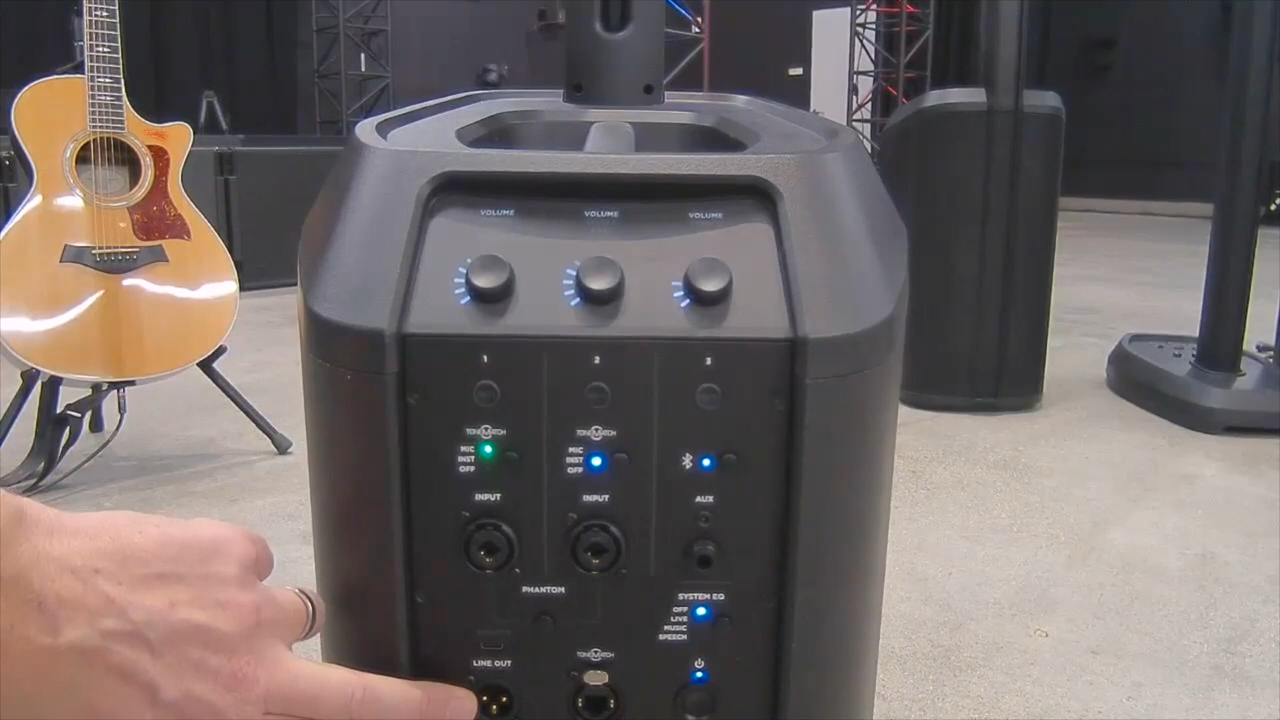 VOLUME VOLUME VOLUME
1 2 3
TONEMATCH TONEMATCH
MIC MIC
INST INST
OFF OFF
INPUT INPUT AUX
PHANTOM SYSTEM EQ
OFF
LIVE
MUSIC
SPEECH
LINE OUT TONEMATCH